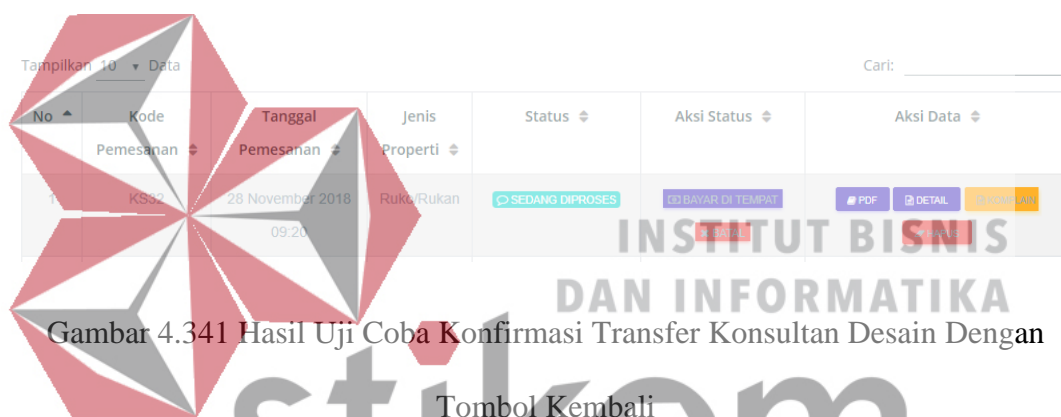 Tampilkan 10 Data Cari:
No Kode Pemesanan Tanggal Pemesanan Jenis Properti Status Aksi Status Aksi Data
1 KS32 28 November 2018 09:20 Ruko/Rukan SEDANG DIPROSES BAYAR DI TEMPAT BATAL PDF DETAIL KOMPLAIN HAPUS
INSTITUT BISNIS
DAN INFORMATIKA
Gambar 4.341 Hasil Uji Coba Konfirmasi Transfer Konsultan Desain Dengan
Tombol Kembali
stikom